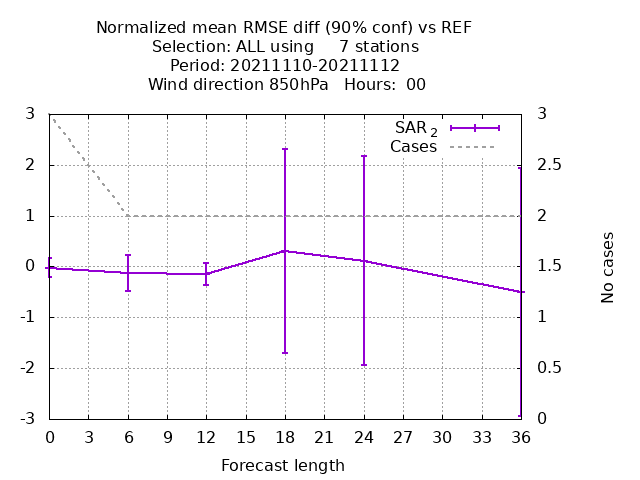 Normalized mean RMSE diff (90% conf) vs REF
Selection: ALL using     7 stations
Period: 20211110-20211112
Wind direction 850hPa   Hours:  00
SAR 2
Cases
3
2
1
0
-1
-2
-3
3
2.5
2
1.5
1
0.5
0
No cases
0 3 6 9 12 15 18 21 24 27 30 33 36
Forecast length